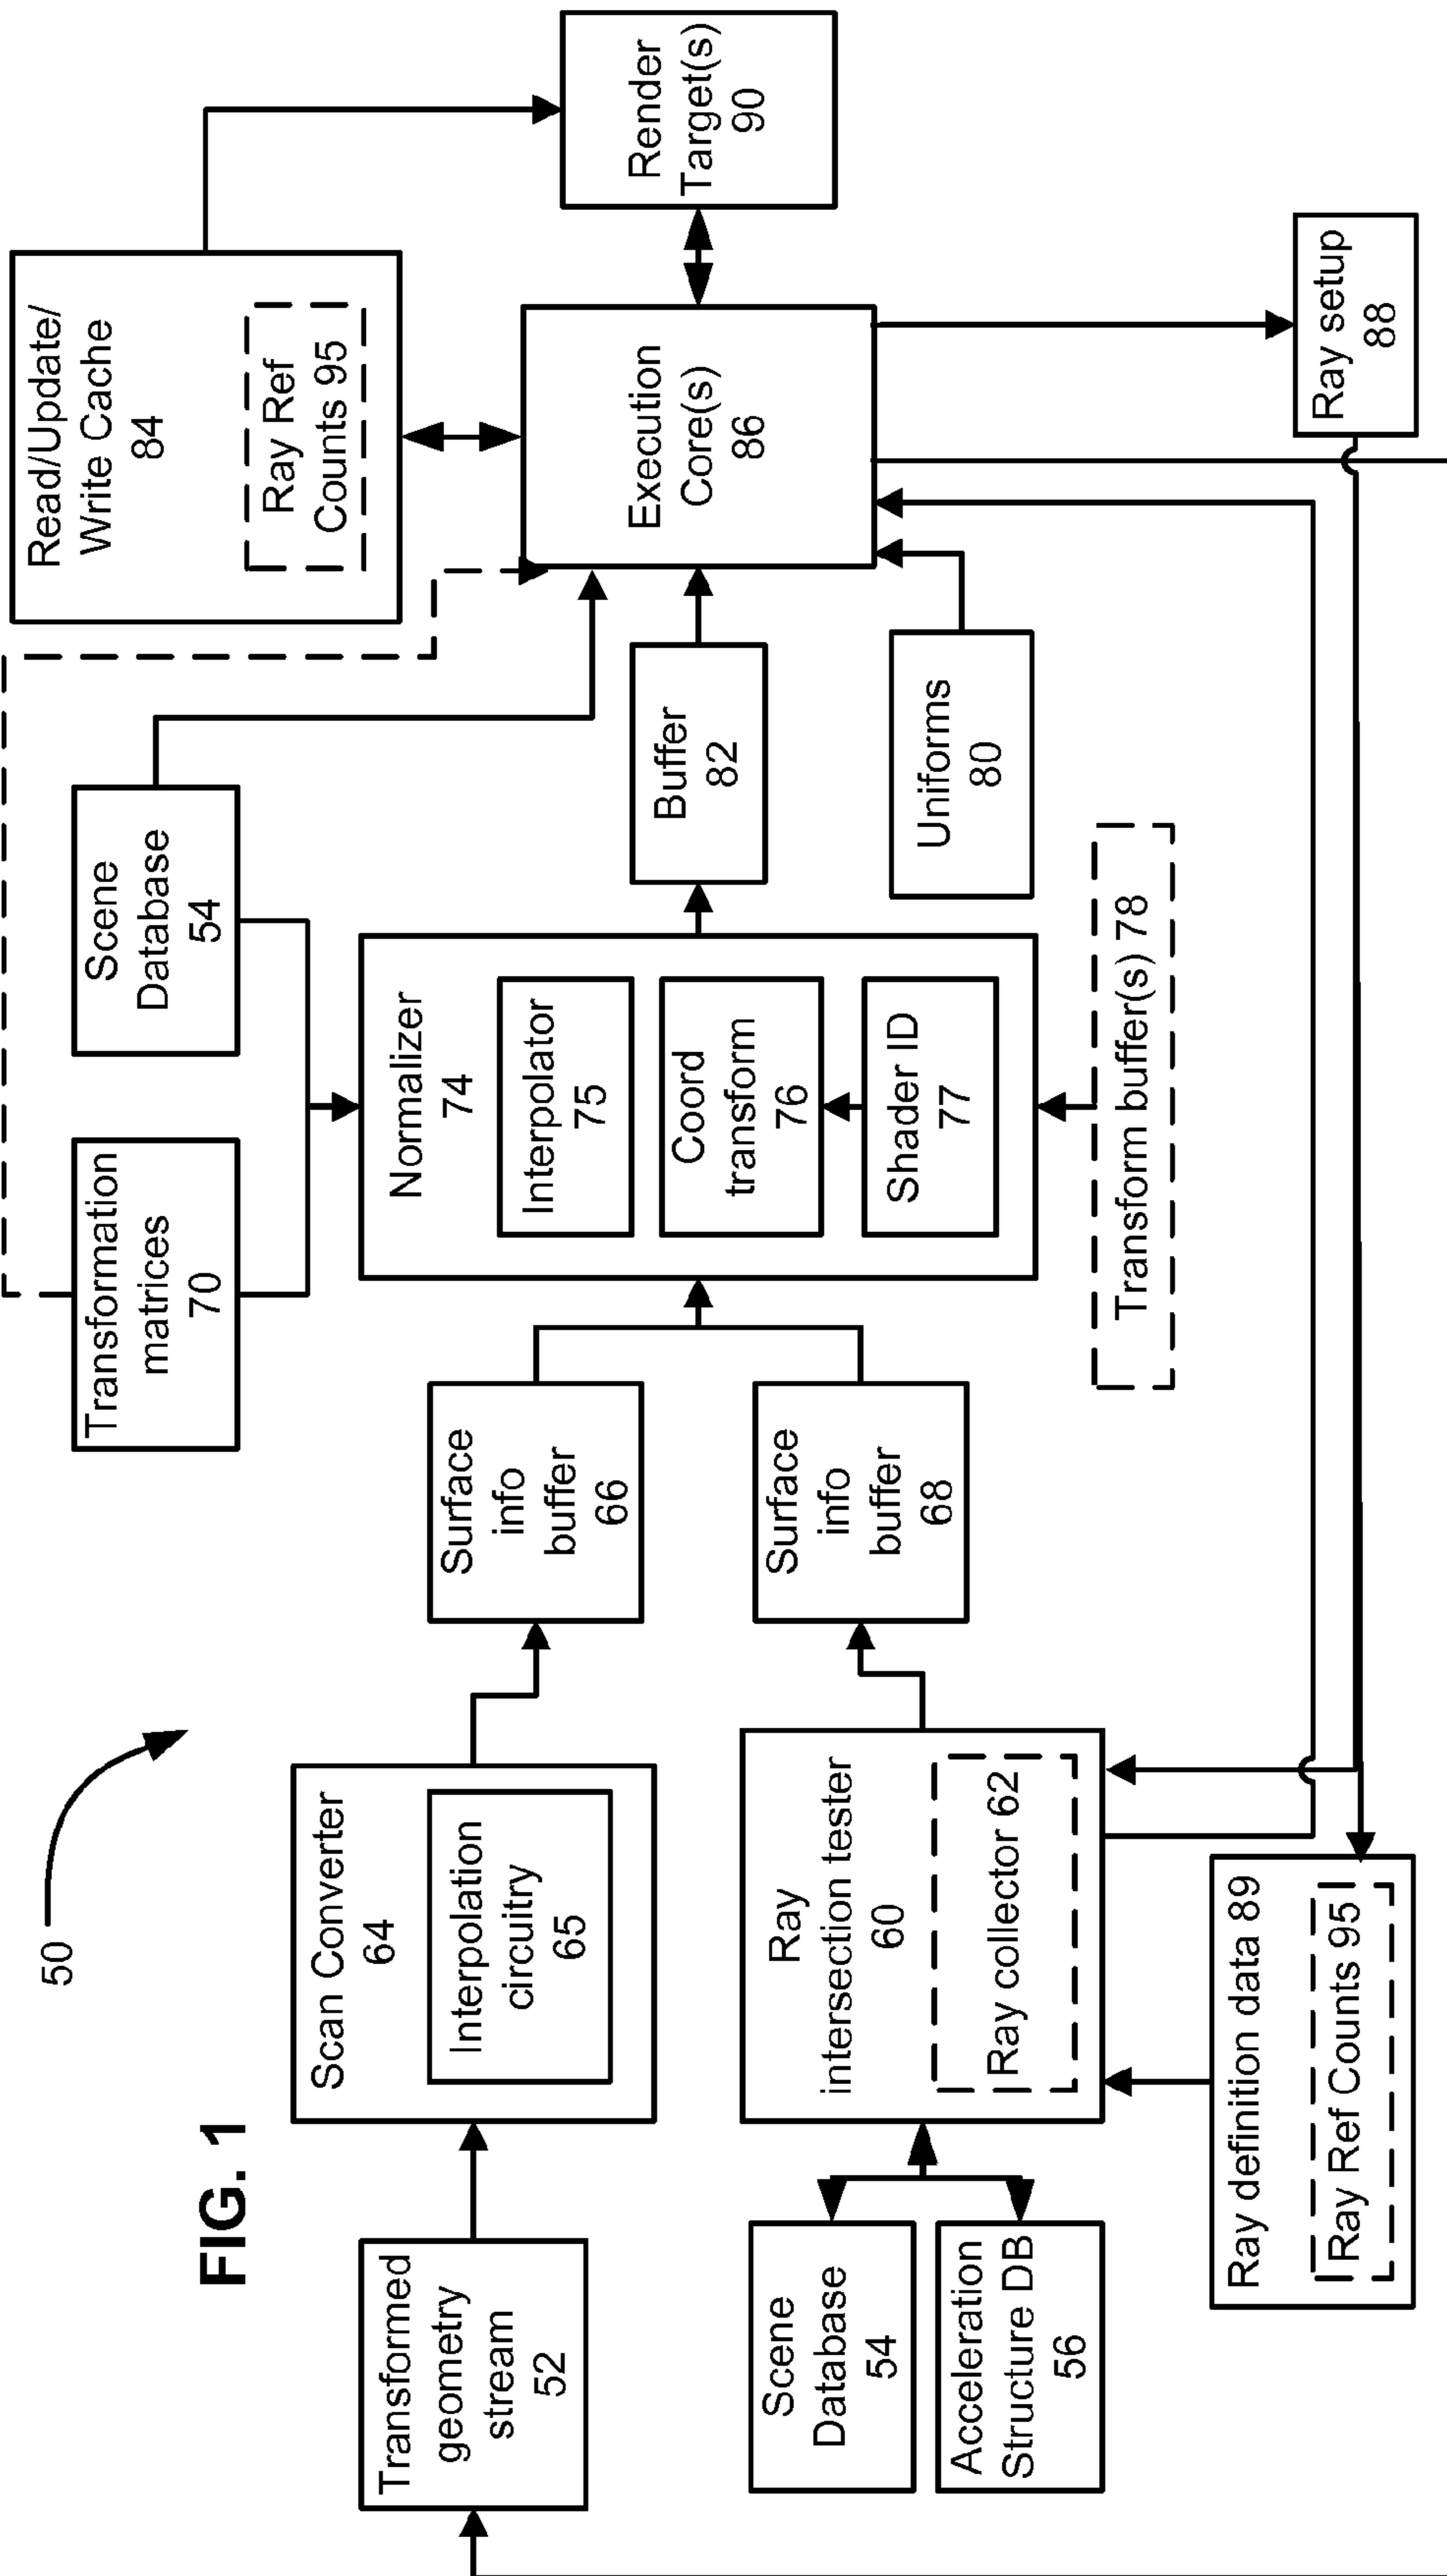 FIG. 1
50
Transformed
geometry
stream
52
Scan Converter
64
Interpolation
circuitry
65
Surface
info
buffer
66
Transformation
matrices
70
Scene
Database
54
Read/Update/
Write Cache
84
Ray Ref
Counts 95
Normalizer
74
Interpolator
75
Coord
transform
76
Shader ID
77
Buffer
82
Execution
Core(s)
86
Render
Target(s)
90
Scene
Database
54
Acceleration
Structure DB
56
Ray
intersection tester
60
Ray collector 62
Surface
info
buffer
68
Transform buffer(s) 78
Uniforms
80
Ray setup
88
Ray definition data 89
Ray Ref Counts 95